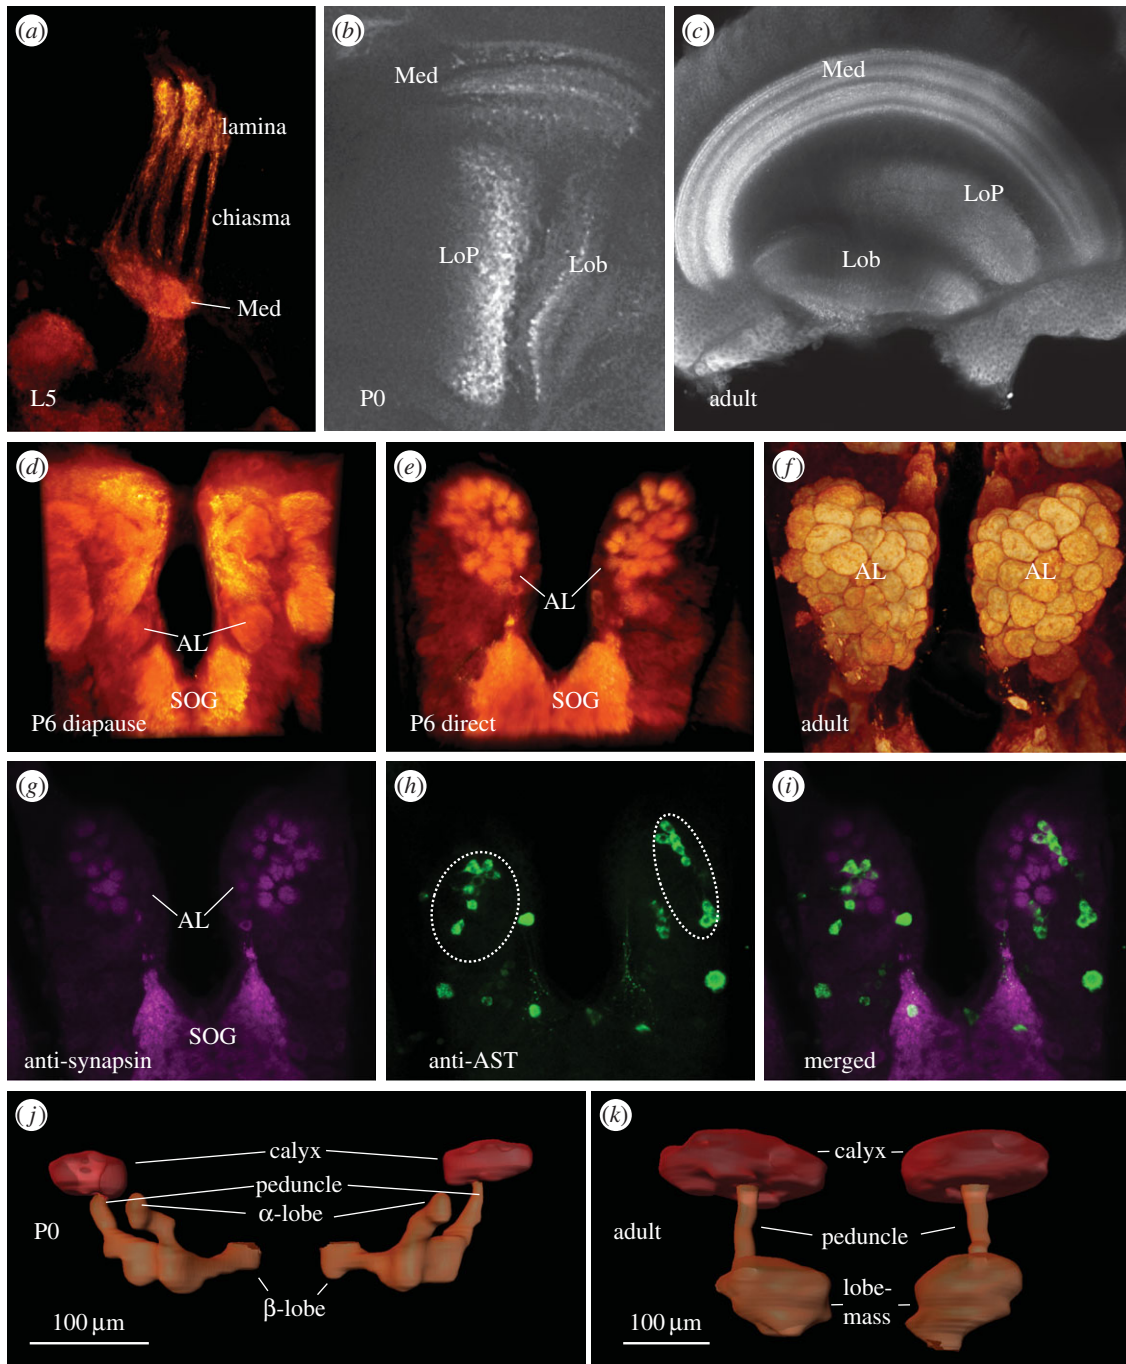 (a)
lamina
chiasma
Med
L5
(b)
Med
LoP
Lob
P0
(c)
Med
LoP
Lob
adult
(d)
AL
SOG
P6 diapause
(e)
AL
SOG
P6 direct
(f)
AL
AL
adult
(g)
AL
SOG
anti-synapsin
(h)
anti-AST
(i)
merged
(j)
calyx
peduncle
α-lobe
P0
β-lobe
100 µm
(k)
calyx
peduncle
adult
lobe-
mass
100 µm